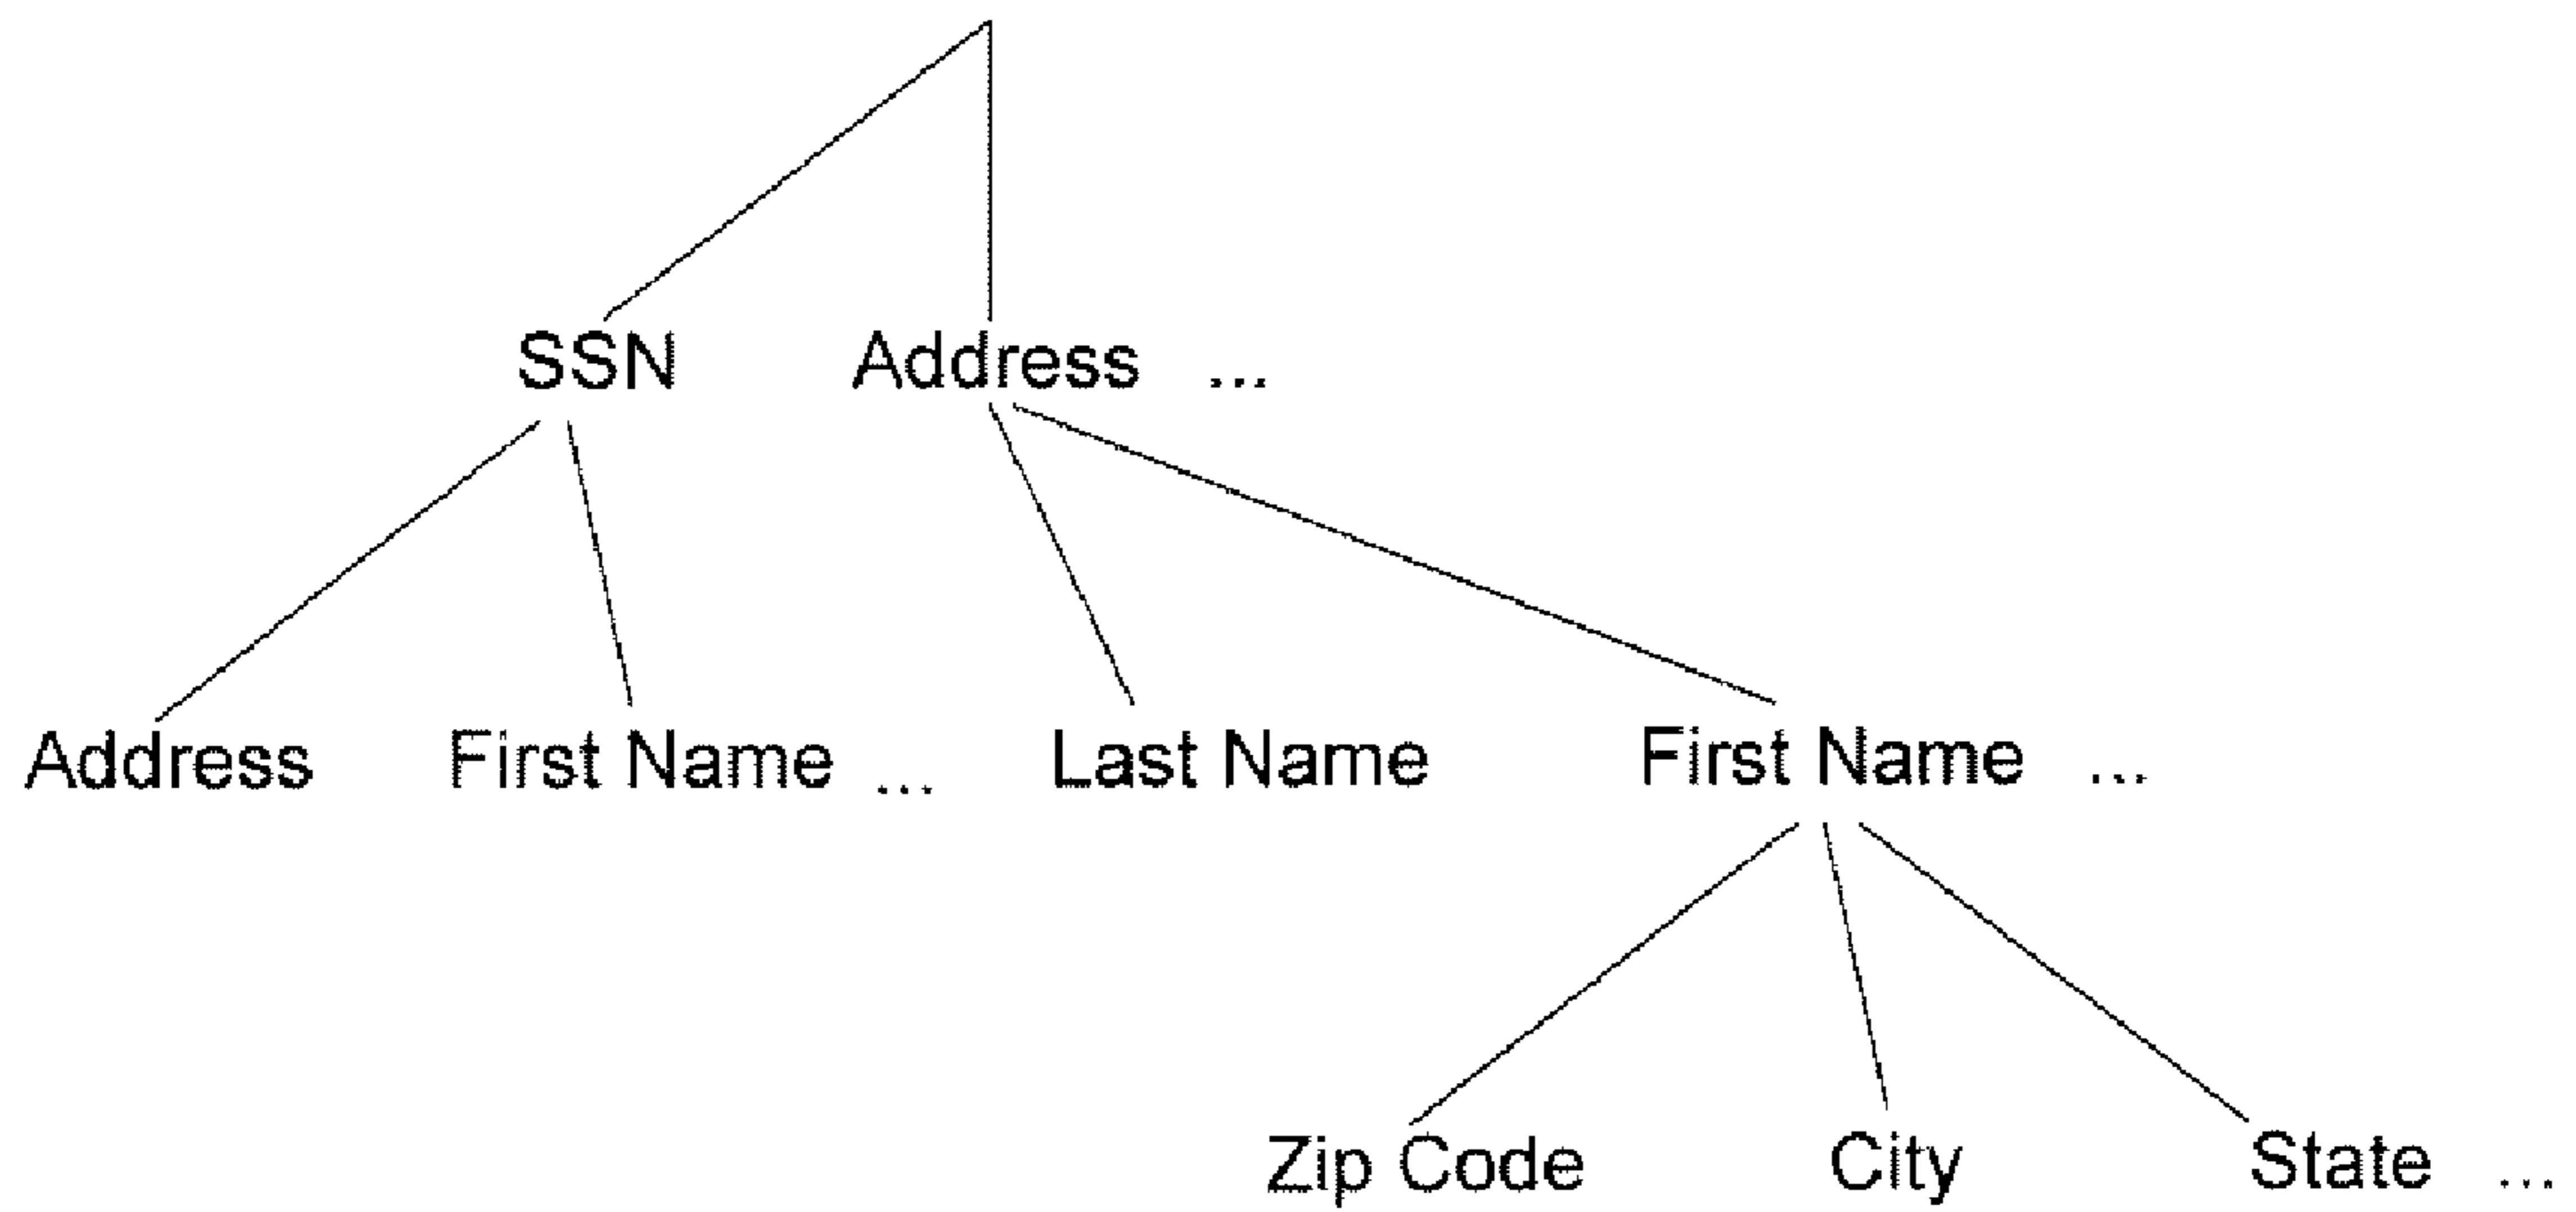 SSN Address ...
Address First Name ... Last Name First Name ...
Zip Code City State ...